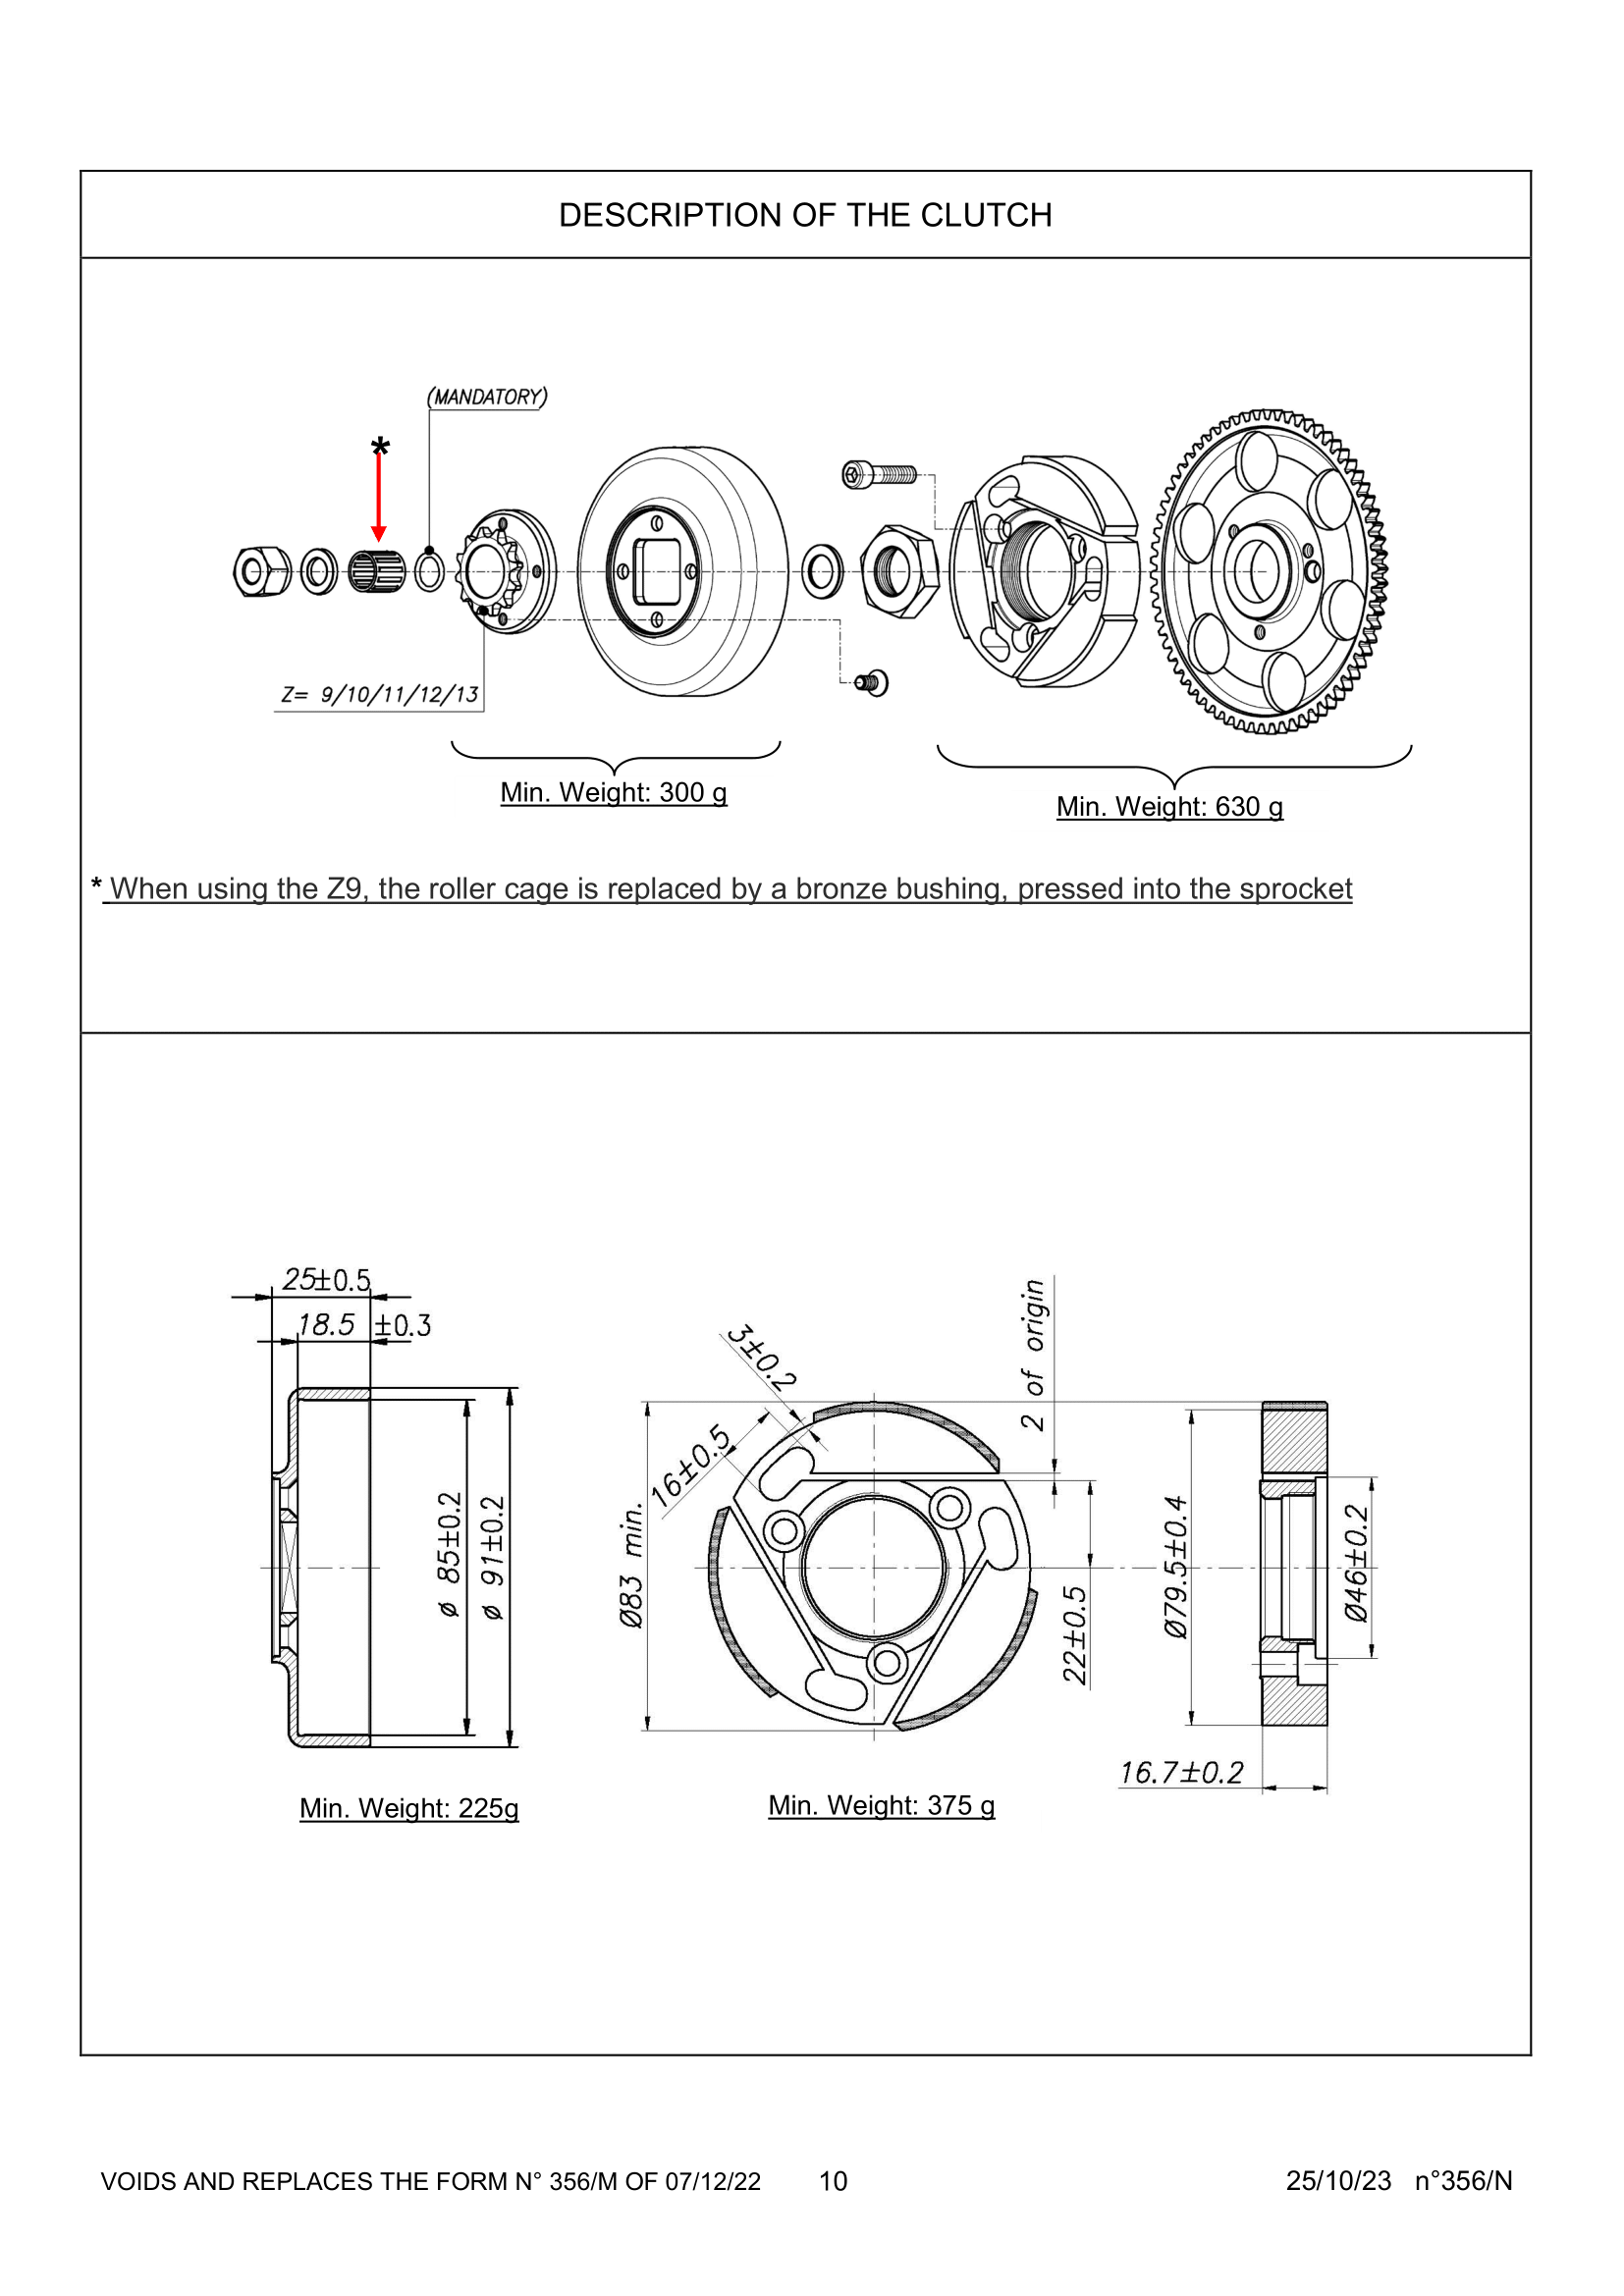 DESCRIPTION OF THE CLUTCH
(MANDATORY)
*
Z= 9/10/11/12/13
Min. Weight: 300 g
Min. Weight: 630 g
* When using the Z9, the roller cage is replaced by a bronze bushing, pressed into the sprocket
25±0.5
18.5 ±0.3
ø 85±0.2
ø 91±0.2
Min. Weight: 225g
3±0.2
16±0.5
2 of origin
Ø83 min.
22±0.5
Min. Weight: 375 g
Ø79.5±0.4
Ø46±0.2
16.7±0.2
VOIDS AND REPLACES THE FORM N° 356/M OF 07/12/22 10 25/10/23 n°356/N